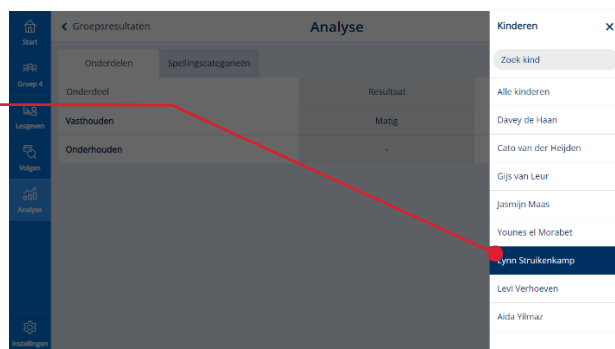 Start
Groep 4
Lesgeven
Volgen
Analyse
Instellingen
Groepsresultaten
Analyse
Onderdelen
Spellingscategorieën
Onderdeel
Resultaat
Vasthouden
Matig
Onderhouden
-
Kinderen
Zoek kind
Alle kinderen
Davey de Haan
Cato van der Heijden
Gijs van Leur
Jasmijn Maas
Younes el Morabet
Lynn Struikenkamp
Levi Verhoeven
Aida Yilmaz